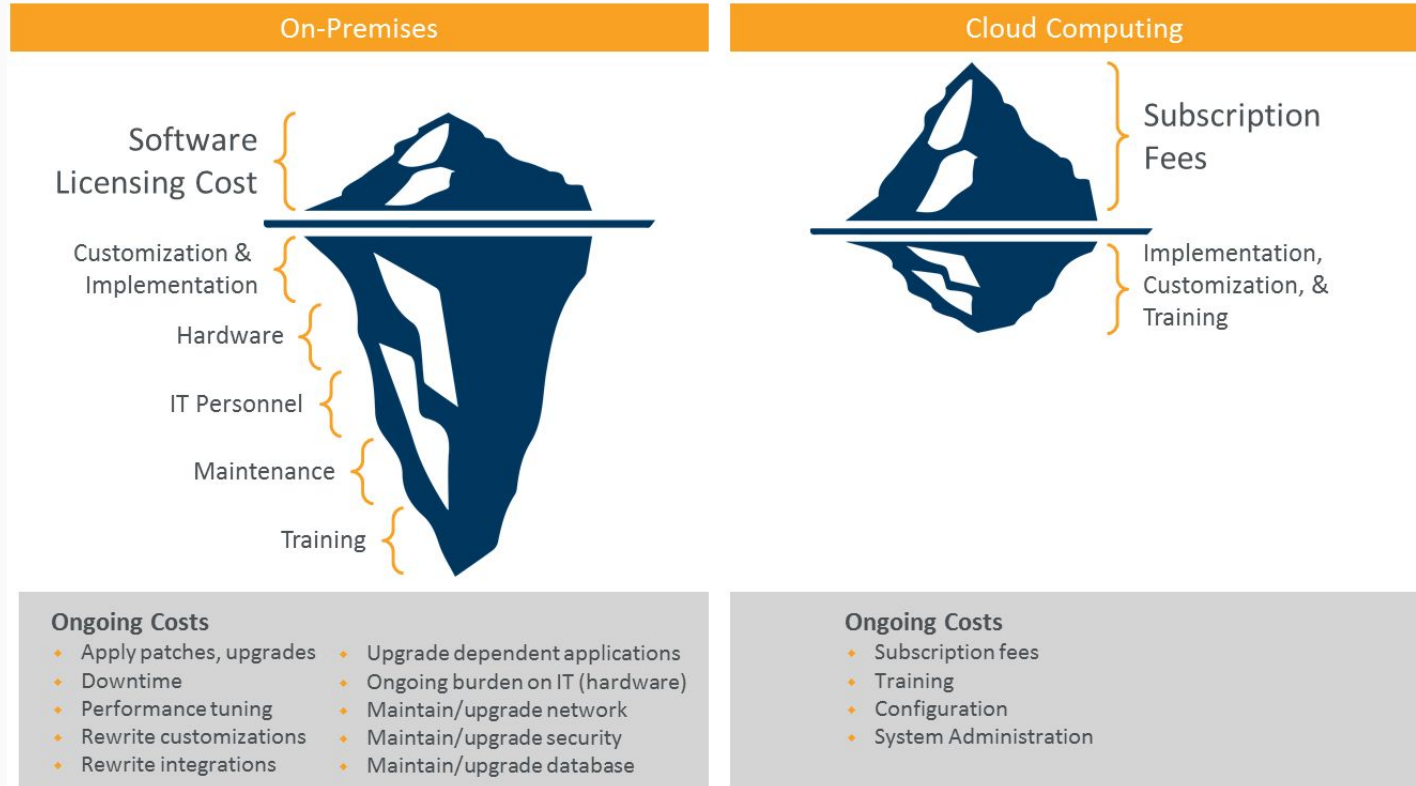 On-Premises
Software
Licensing Cost
Customization &
Implementation
Hardware
IT Personnel
Maintenance
Training
Ongoing Costs
Apply patches, upgrades
Downtime
Performance tuning
Rewrite customizations
Rewrite integrations
Upgrade dependent applications
Ongoing burden on IT (hardware)
Maintain/upgrade network
Maintain/upgrade security
Maintain/upgrade database
Cloud Computing
Subscription
Fees
Implementation,
Customization, &
Training
Ongoing Costs
Subscription fees
Training
Configuration
System Administration